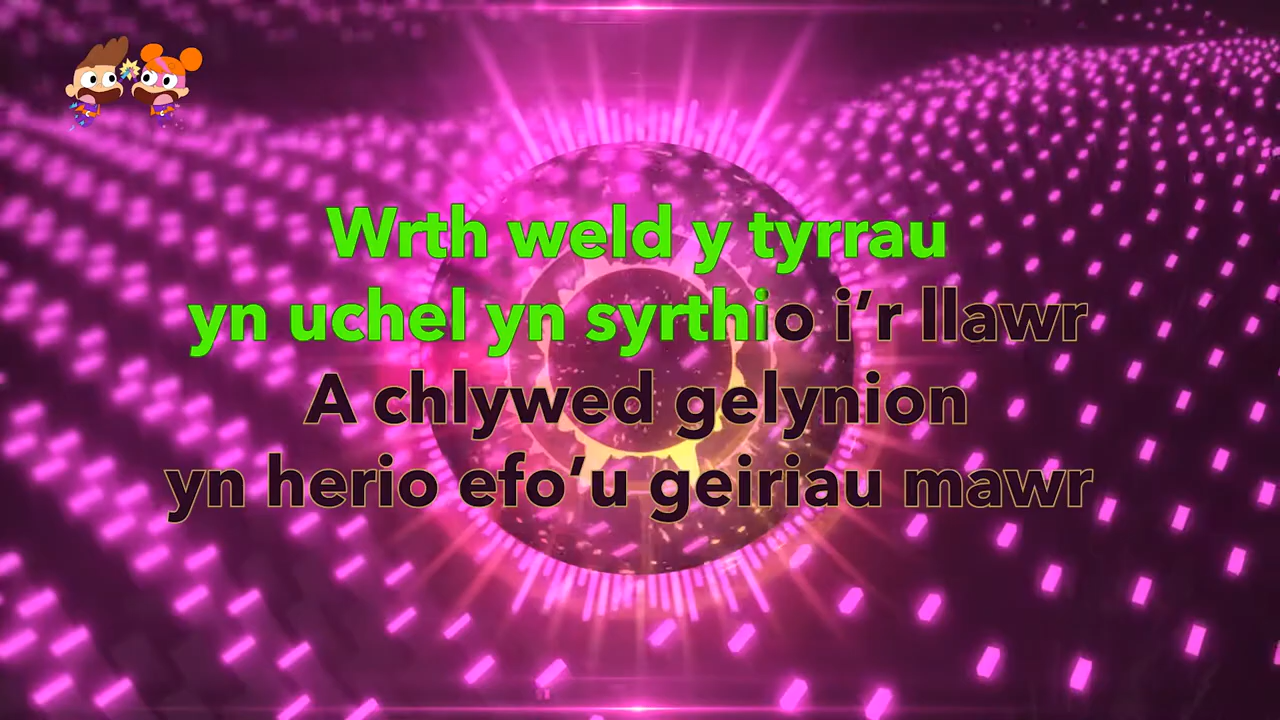 Wrth weld y tyrrau
yn uchel yn syrthio i’r llawr
A chlywed gelynion
yn herio efo’u geiriau mawr